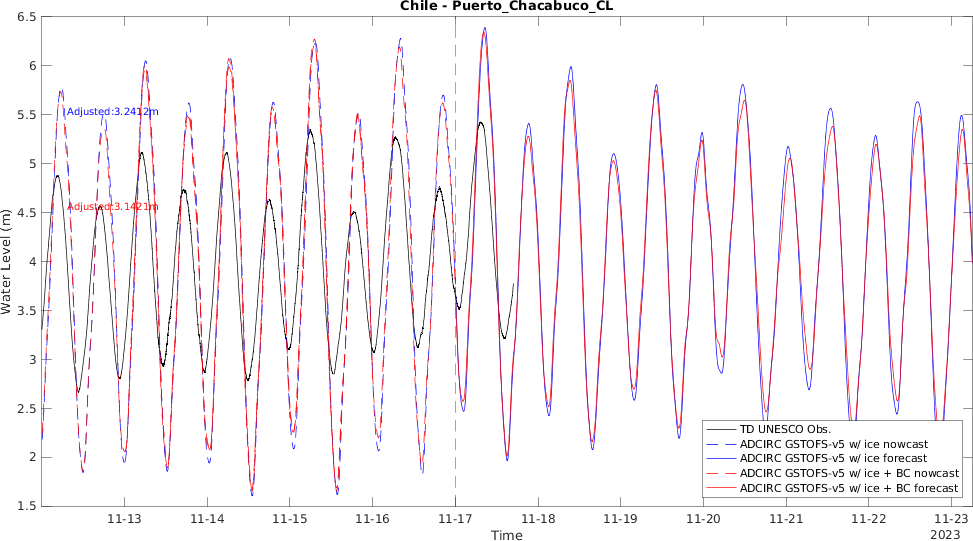 Chile - Puerto_Chacabuco_CL
6.5
6
5.5
5
4.5
4
3.5
3
2.5
2
1.5
Water Level (m)
Adjusted:3.2412m
Adjusted:3.1421m
TD UNESCO Obs.
ADCIRC GSTOFS-v5 w/ ice nowcast
ADCIRC GSTOFS-v5 w/ ice forecast
ADCIRC GSTOFS-v5 w/ ice + BC nowcast
ADCIRC GSTOFS-v5 w/ ice + BC forecast
11-13 11-14 11-15 11-16 11-17 11-18 11-19 11-20 11-21 11-22 11-23
2023
Time